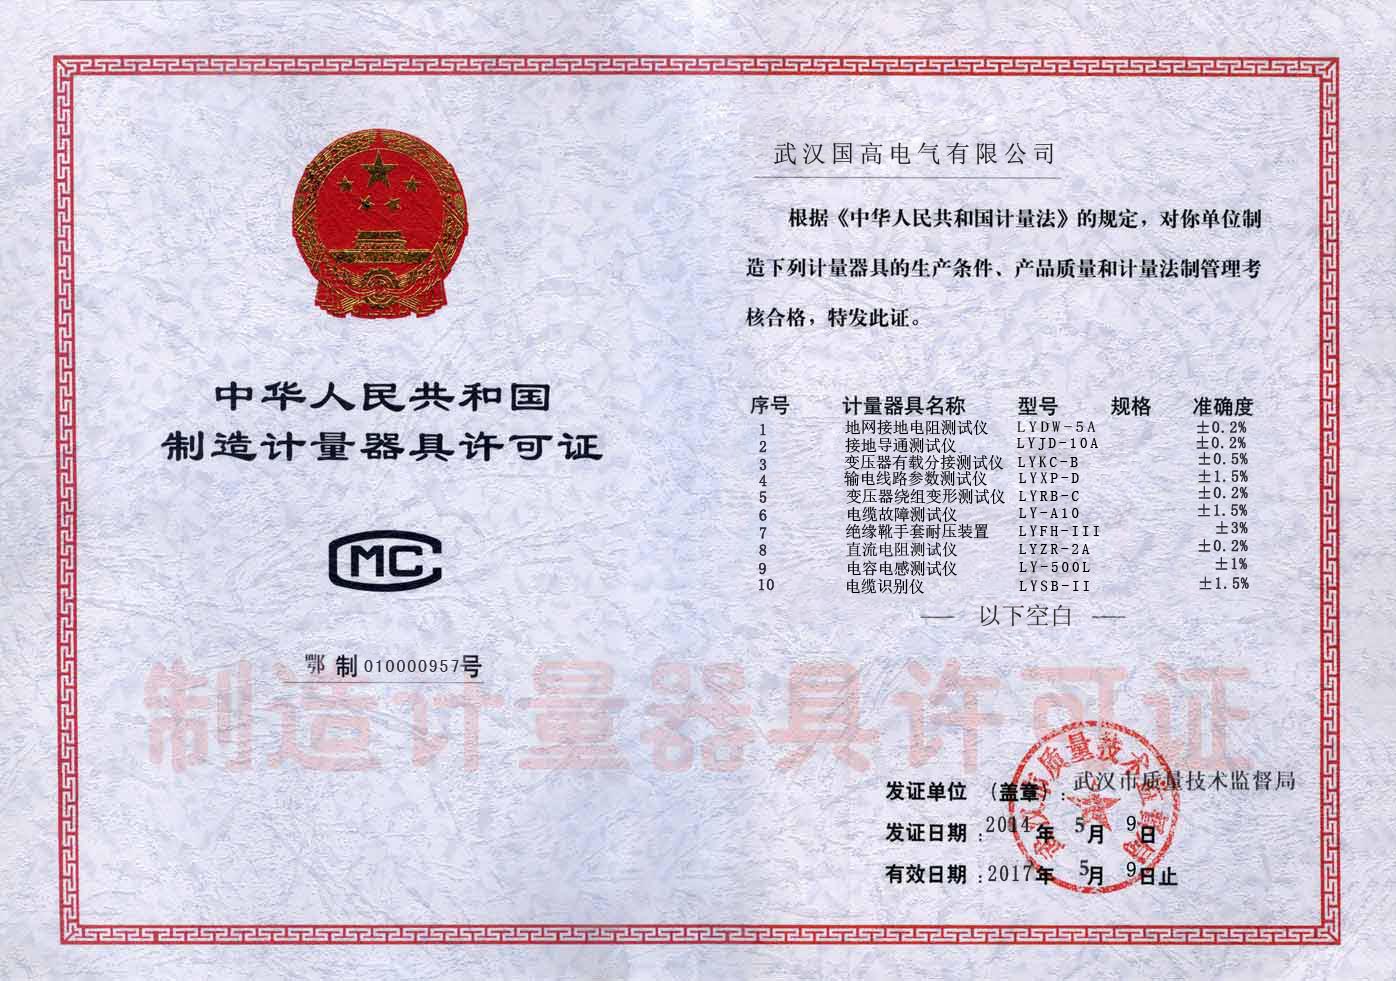 中华人民共和国
制造计量器具许可证
MC
鄂 制 010000957号
武汉国高电气有限公司
根据《中华人民共和国计量法》的规定，对你单位制
造下列计量器具的生产条件、产品质量和计量法制管理考
核合格，特发此证。
序号 计量器具名称 型号 规格 准确度
1 地网接地电阻测试仪 LYDW-5A ±0.2%
2 接地导通测试仪 LYJD-10A ±0.2%
3 变压器有载分接测试仪 LYKC-B ±0.5%
4 输电线路参数测试仪 LYXP-D ±1.5%
5 变压器绕组变形测试仪 LYRB-C ±0.2%
6 电缆故障测试仪 LY-A10 ±1.5%
7 绝缘靴手套耐压装置 LYFH-III ±3%
8 直流电阻测试仪 LYZR-2A ±0.2%
9 电容电感测试仪 LY-500L ±1%
10 电缆识别仪 LYSB-II ±1.5%
— 以下空白 —
制造计量器具许可证
发证单位 （盖章）: 武汉市质量技术监督局
发证日期 : 2014年 5月 9日
有效日期 : 2017年 5月 9日止
武汉市质量技术监督局